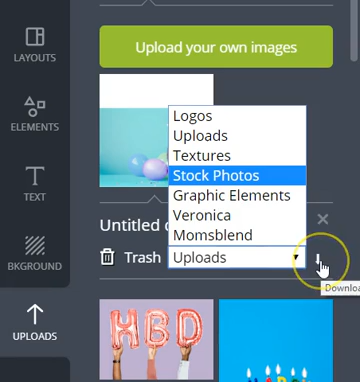 LAYOUTS
ELEMENTS
TEXT
BKGROUND
UPLOADS
Upload your own images
Logos
Uploads
Textures
Stock Photos
Graphic Elements
Veronica
Momsblend
Untitled
Trash
Uploads
HBD